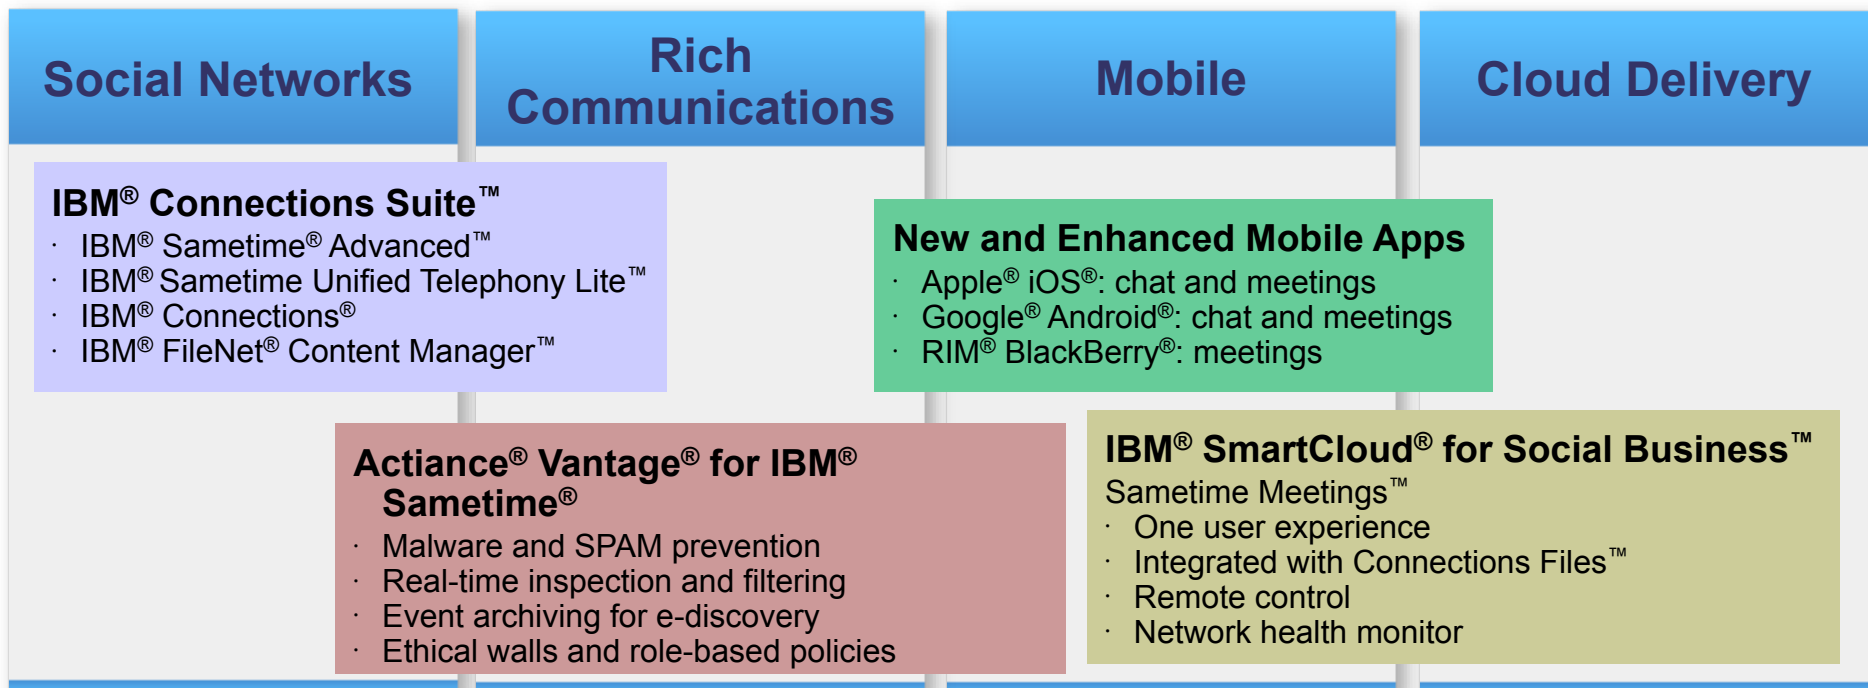 Social Networks
Rich
Communications
Mobile
Cloud Delivery
IBM® Connections Suite™
· IBM® Sametime® Advanced™
· IBM® Sametime Unified Telephony Lite™
· IBM® Connections®
· IBM® FileNet® Content Manager™
New and Enhanced Mobile Apps
· Apple® iOS®: chat and meetings
· Google® Android®: chat and meetings
· RIM® BlackBerry®: meetings
Actiance® Vantage® for IBM®
Sametime®
· Malware and SPAM prevention
· Real-time inspection and filtering
· Event archiving for e-discovery
· Ethical walls and role-based policies
IBM® SmartCloud® for Social Business™
Sametime Meetings™
· One user experience
· Integrated with Connections Files™
· Remote control
· Network health monitor